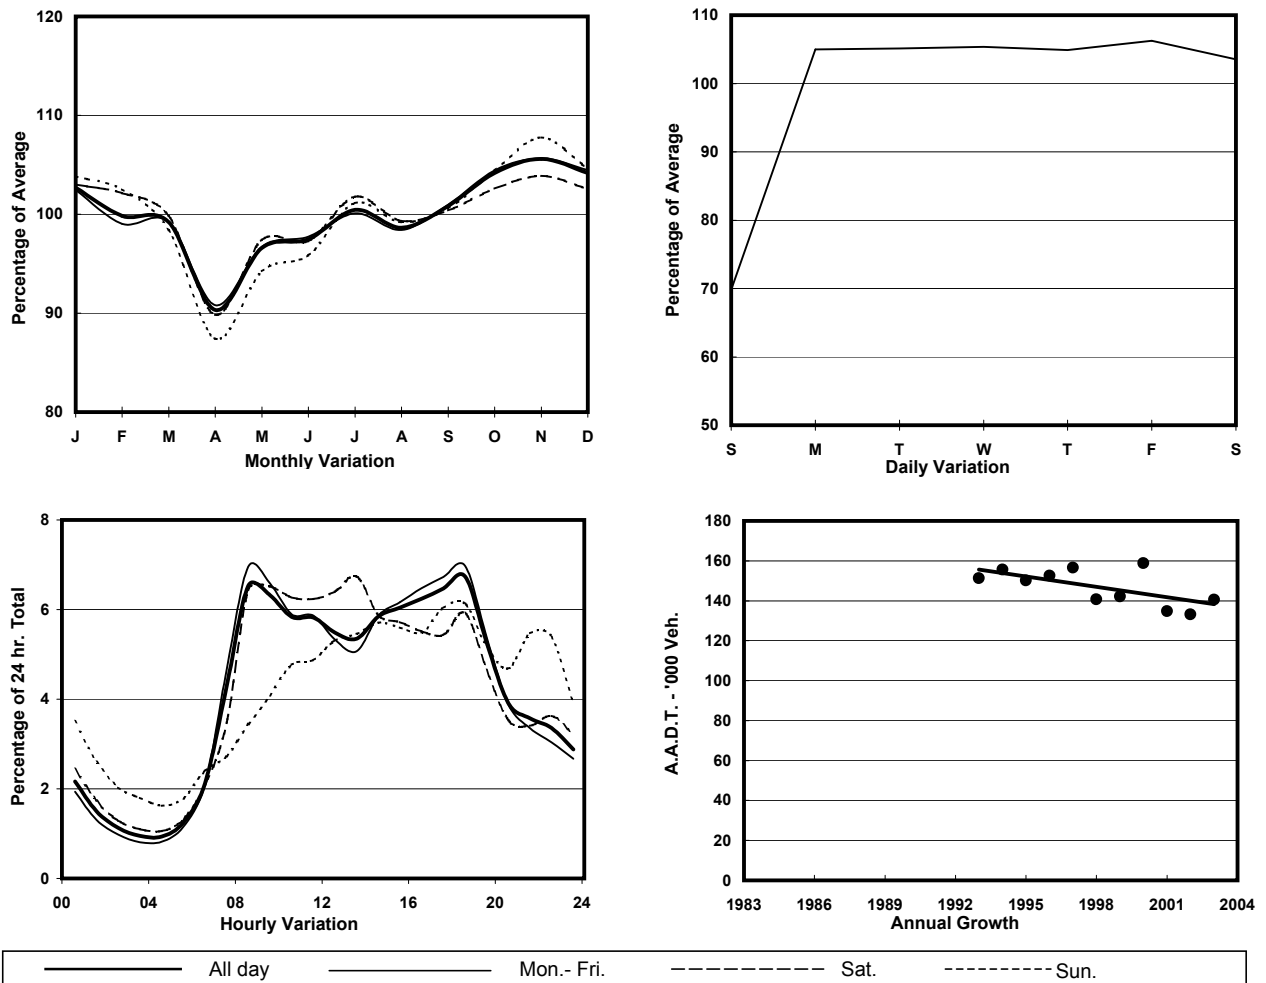 120
110
100
90
80
Percentage of Average
J F M A M J J A S O N D
Monthly Variation
110
100
90
80
70
60
50
Percentage of Average
S M T W T F S
Daily Variation
8
6
4
2
0
Percentage of 24 hr. Total
00 04 08 12 16 20 24
Hourly Variation
180
160
140
120
100
80
60
40
20
0
A.A.D.T. - '000 Veh.
1983 1986 1989 1992 1995 1998 2001 2004
Annual Growth
All day Mon.- Fri. Sat. Sun.